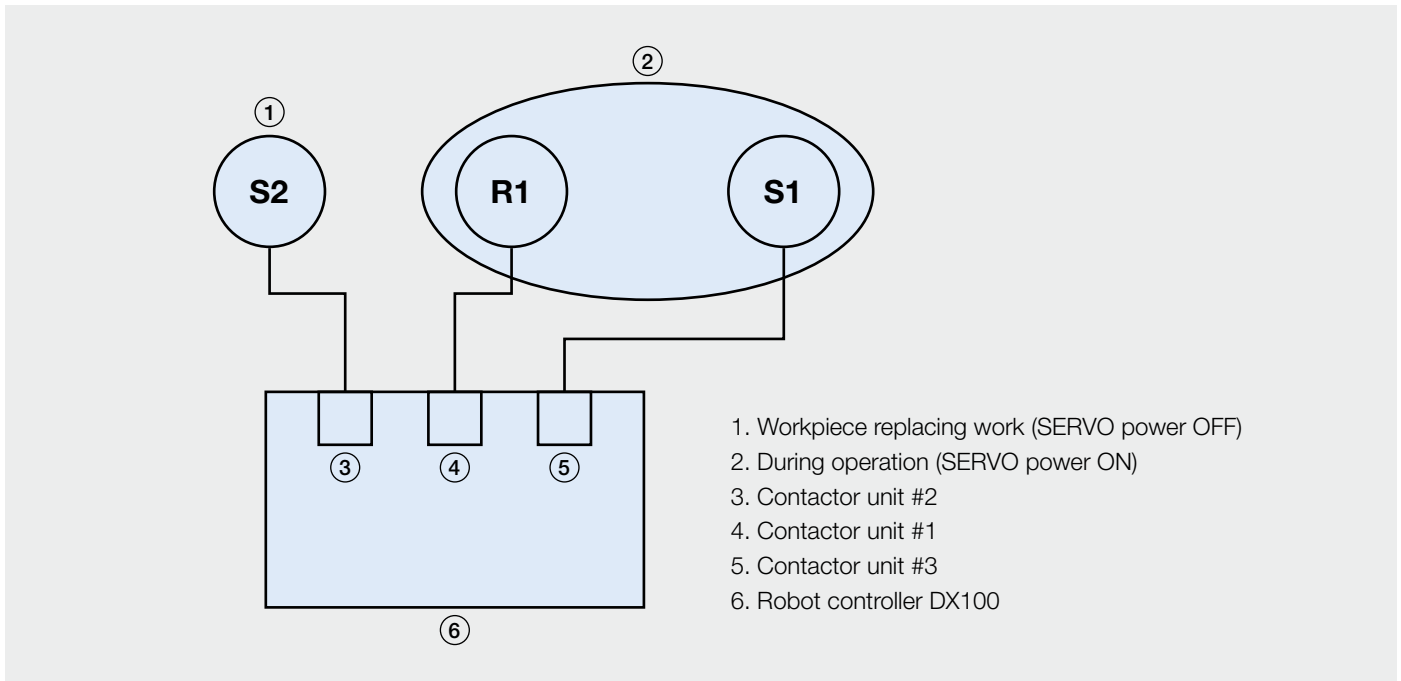 ②
①
S2
R1
S1
③
④
⑤
⑥
1. Workpiece replacing work (SERVO power OFF)
2. During operation (SERVO power ON)
3. Contactor unit #2
4. Contactor unit #1
5. Contactor unit #3
6. Robot controller DX100